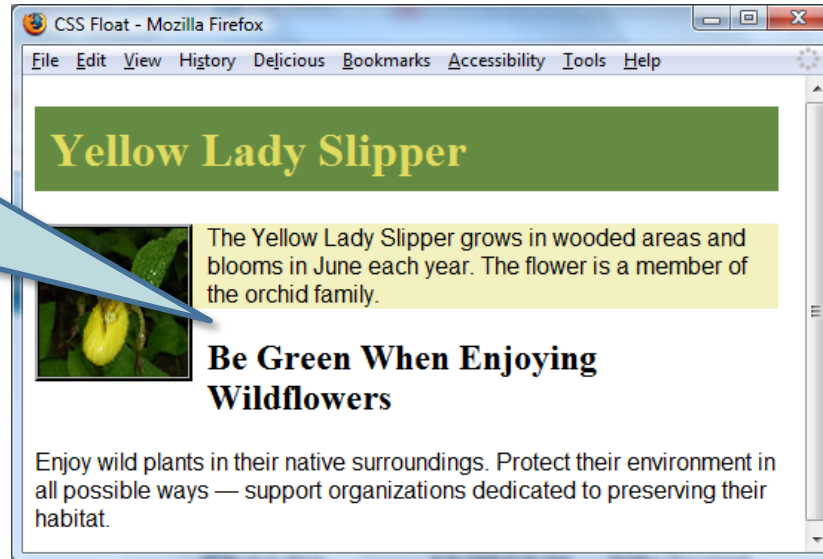 CSS Float - Mozilla Firefox
File Edit View History Delicious Bookmarks Accessibility Tools Help
Yellow Lady Slipper
The Yellow Lady Slipper grows in wooded areas and
blooms in June each year. The flower is a member of
the orchid family.
Be Green When Enjoying
Wildflowers
Enjoy wild plants in their native surroundings. Protect their environment in
all possible ways — support organizations dedicated to preserving their
habitat.